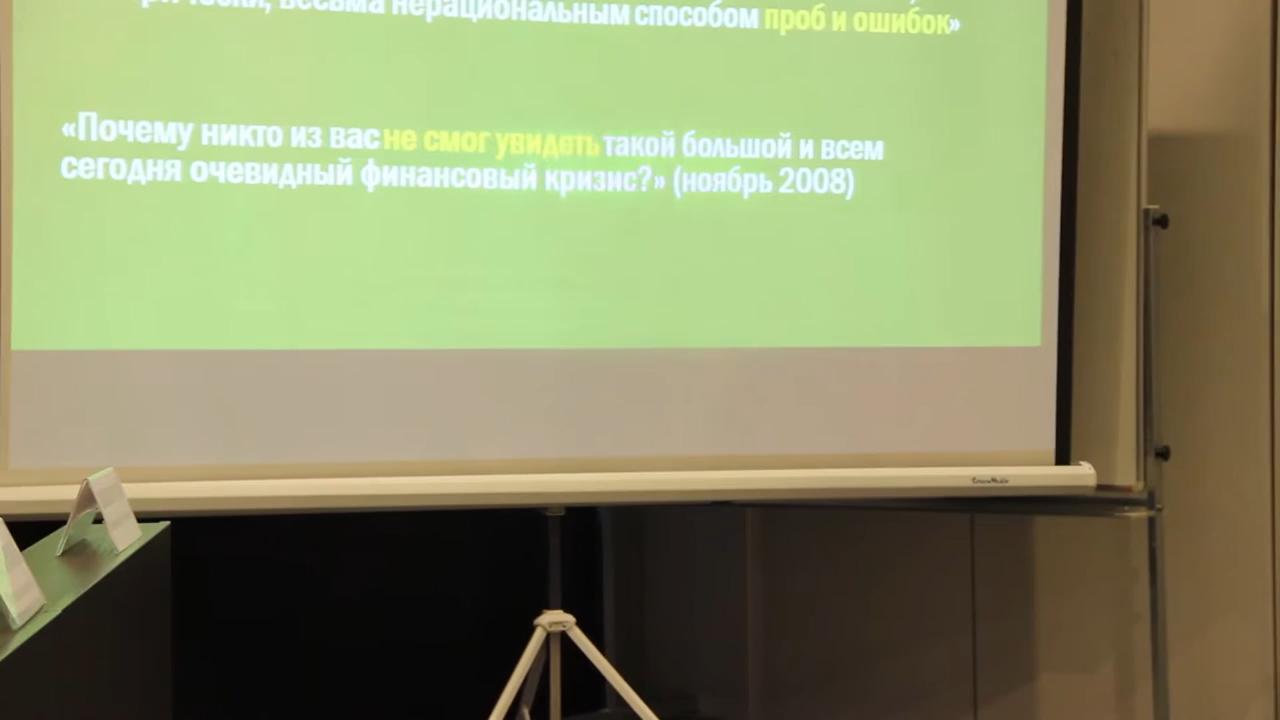 весьма нерациональным способом проб и ошибок»
«Почему никто из вас не смог увидеть такой большой и всем
сегодня очевидный финансовый кризис?» (ноябрь 2008)